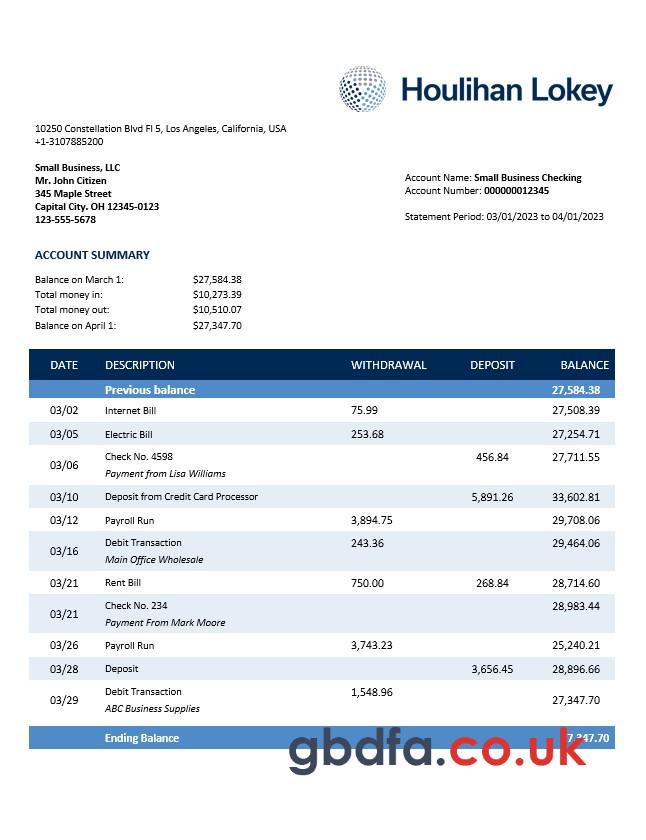 Houlihan Lokey
10250 Constellation Blvd Fl 5, Los Angeles, California, USA
+1-3107885200
Small Business, LLC
Mr. John Citizen
345 Maple Street
Capital City. OH 12345-0123
123-555-5678
Account Name: Small Business Checking
Account Number: 000000012345
Statement Period: 03/01/2023 to 04/01/2023
ACCOUNT SUMMARY
Balance on March 1: $27,584.38
Total money in: $10,273.39
Total money out: $10,510.07
Balance on April 1: $27,347.70
DATE DESCRIPTION WITHDRAWAL DEPOSIT BALANCE
Previous balance 27,584.38
03/02 Internet Bill 75.99 27,508.39
03/05 Electric Bill 253.68 27,254.71
03/06 Check No. 4598 456.84 27,711.55
Payment from Lisa Williams
03/10 Deposit from Credit Card Processor 5,891.26 33,602.81
03/12 Payroll Run 3,894.75 29,708.06
03/16 Debit Transaction 243.36 29,464.06
Main Office Wholesale
03/21 Rent Bill 750.00 268.84 28,714.60
03/21 Check No. 234 28,983.44
Payment From Mark Moore
03/26 Payroll Run 3,743.23 25,240.21
03/28 Deposit 3,656.45 28,896.66
03/29 Debit Transaction 1,548.96 27,347.70
ABC Business Supplies
Ending Balance
gbdfa.co.uk